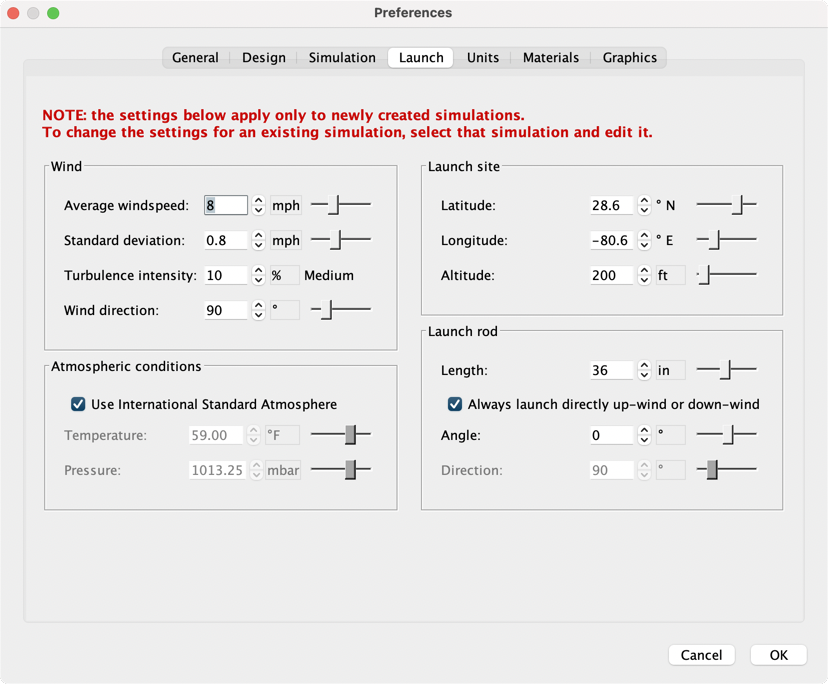 Preferences
General Design Simulation Launch Units Materials Graphics
NOTE: the settings below apply only to newly created simulations.
To change the settings for an existing simulation, select that simulation and edit it.
Wind
Average windspeed: 8 mph
Standard deviation: 0.8 mph
Turbulence intensity: 10 % Medium
Wind direction: 90 °
Atmospheric conditions
Use International Standard Atmosphere
Temperature: 59.00 °F
Pressure: 1013.25 mbar
Launch site
Latitude: 28.6 ° N
Longitude: −80.6 ° E
Altitude: 200 ft
Launch rod
Length: 36 in
Always launch directly up-wind or down-wind
Angle: 0 °
Direction: 90 °
Cancel OK